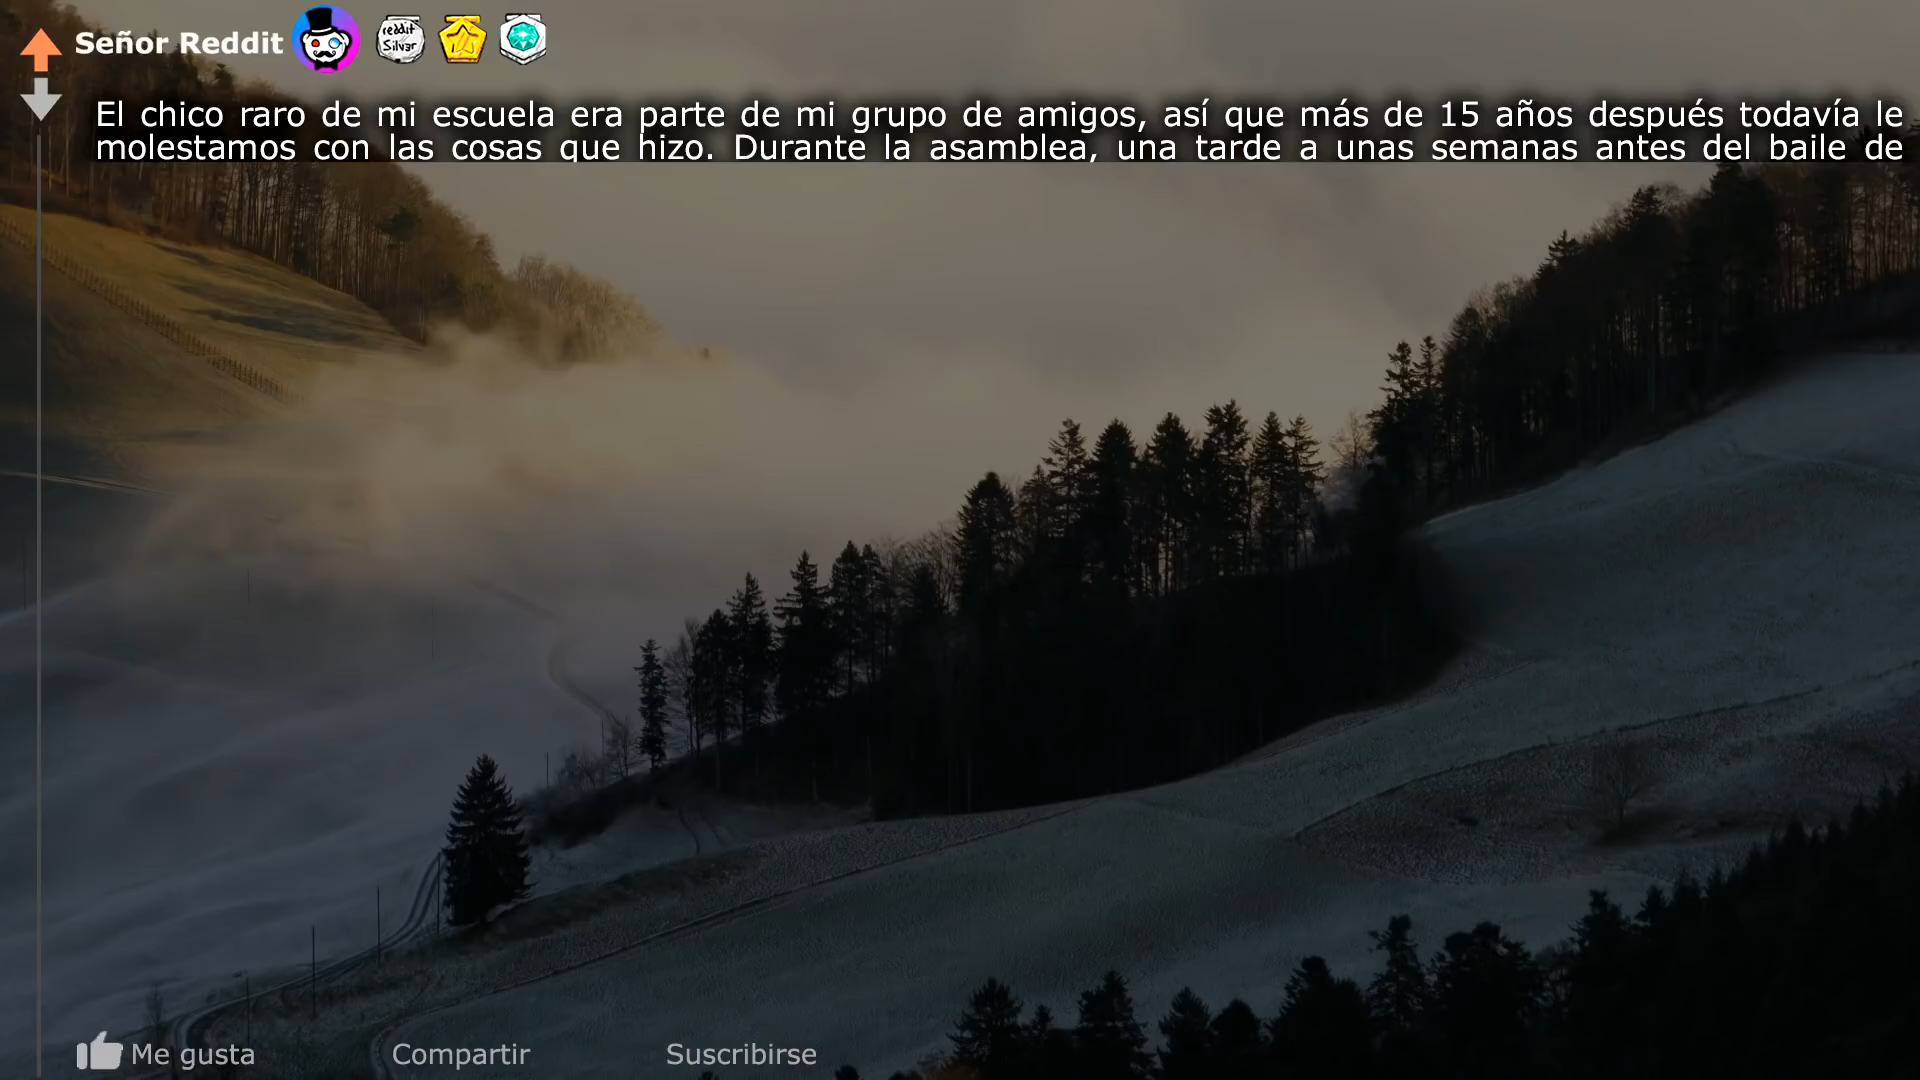 Señor Reddit
reddit
Silver
El chico raro de mi escuela era parte de mi grupo de amigos, así que más de 15 años después todavía le
molestamos con las cosas que hizo. Durante la asamblea, una tarde a unas semanas antes del baile de
Me gusta
Compartir
Suscribirse